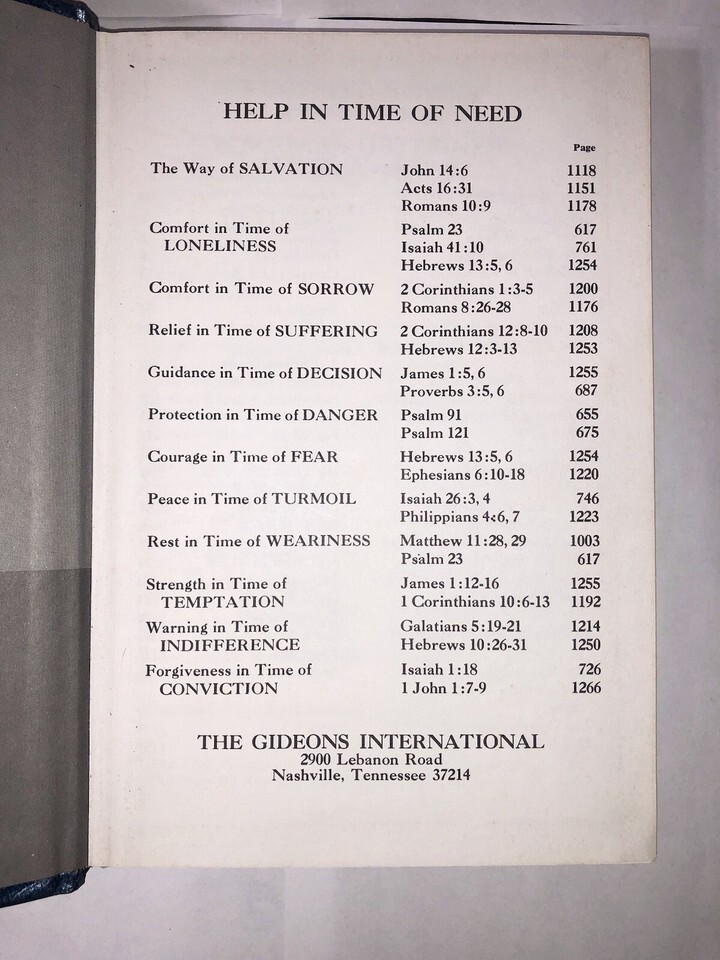 HELP IN TIME OF NEED
Page
The Way of SALVATION John 14:6 1118
Acts 16:31 1151
Romans 10:9 1178
Comfort in Time of Psalm 23 617
LONELINESS Isaiah 41:10 761
Hebrews 13:5, 6 1254
Comfort in Time of SORROW 2 Corinthians 1:3-5 1200
Romans 8:26-28 1176
Relief in Time of SUFFERING 2 Corinthians 12:8-10 1208
Hebrews 12:3-13 1253
Guidance in Time of DECISION James 1:5, 6 1255
Proverbs 3:5, 6 687
Protection in Time of DANGER Psalm 91 655
Psalm 121 675
Courage in Time of FEAR Hebrews 13:5, 6 1254
Ephesians 6:10-18 1220
Peace in Time of TURMOIL Isaiah 26:3, 4 746
Philippians 4:6, 7 1223
Rest in Time of WEARINESS Matthew 11:28, 29 1003
Psalm 23 617
Strength in Time of James 1:12-16 1255
TEMPTATION 1 Corinthians 10:6-13 1192
Warning in Time of Galatians 5:19-21 1214
INDIFFERENCE Hebrews 10:26-31 1250
Forgiveness in Time of Isaiah 1:18 726
CONVICTION 1 John 1:7-9 1266
THE GIDEONS INTERNATIONAL
2900 Lebanon Road
Nashville, Tennessee 37214